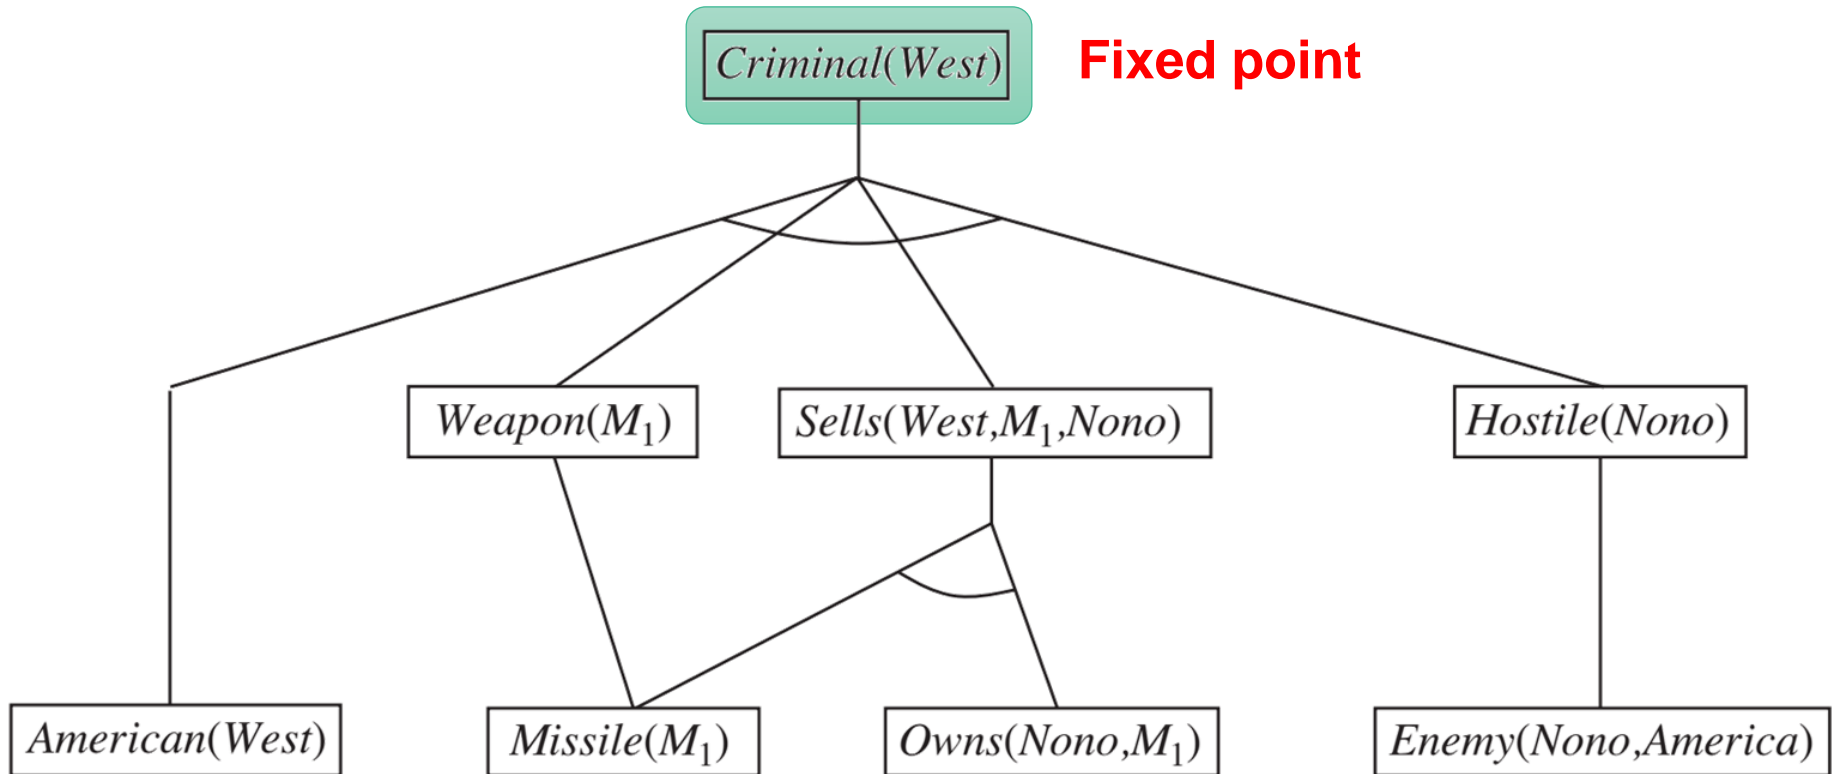 Criminal(West)
Fixed point
Weapon(M₁)
Sells(West,M₁,Nono)
Hostile(Nono)
American(West)
Missile(M₁)
Owns(Nono,M₁)
Enemy(Nono,America)